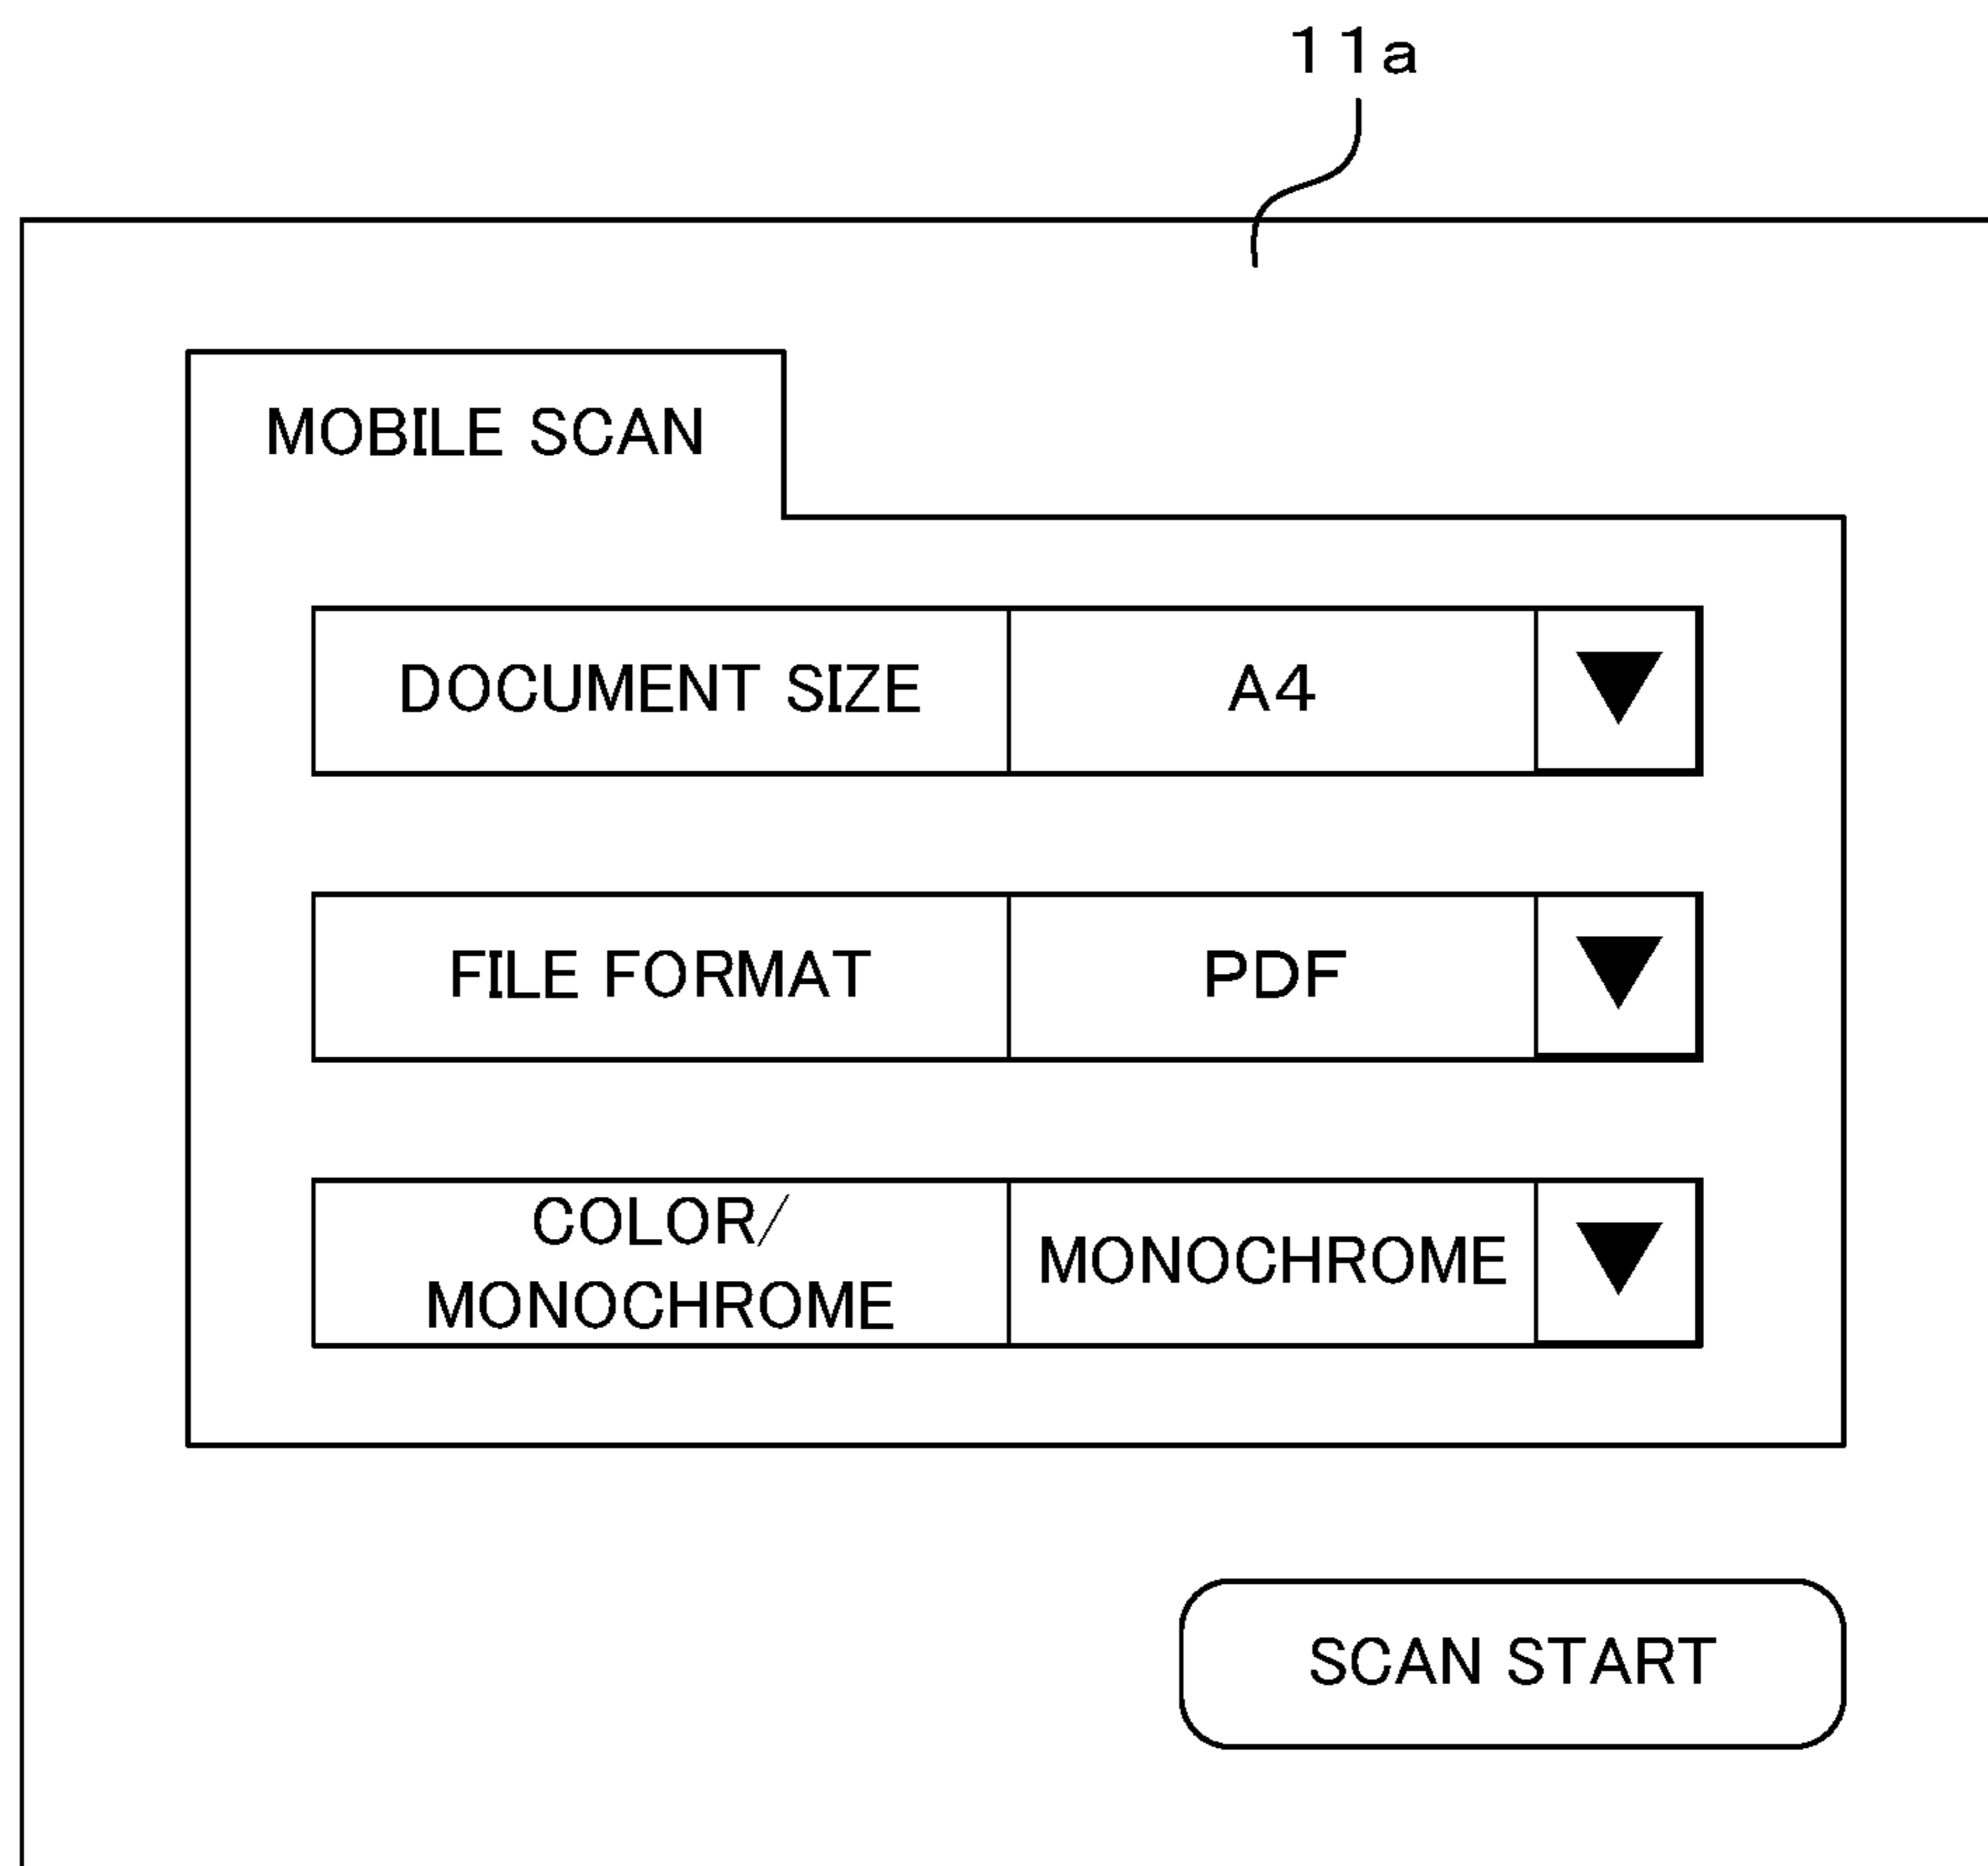 11a
MOBILE SCAN
DOCUMENT SIZE A4
FILE FORMAT PDF
COLOR/
MONOCHROME MONOCHROME
SCAN START